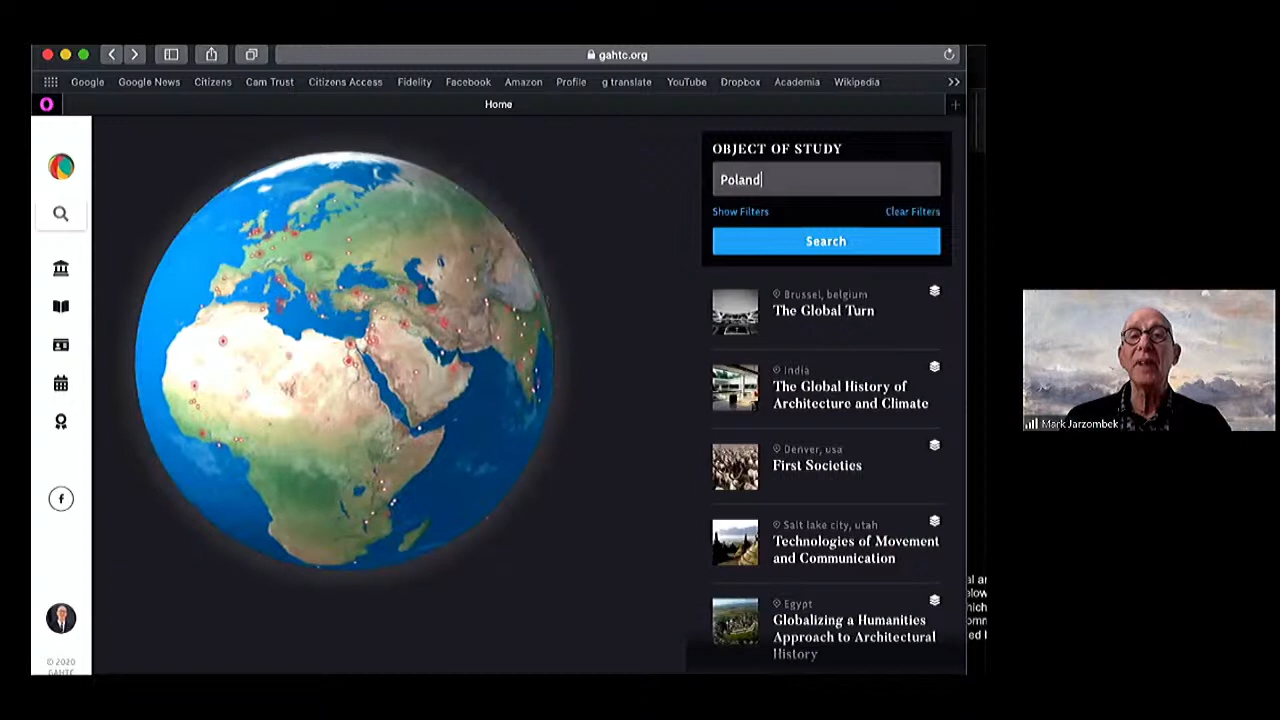 gahtc.org
Google Google News Citizens Cam Trust Citizens Access Fidelity Facebook Amazon Profile g translate YouTube Dropbox Academia Wikipedia
Home
OBJECT OF STUDY
Poland
Show Filters Clear Filters
Search
Brussel, belgium
The Global Turn
India
The Global History of
Architecture and Climate
Denver, usa
First Societies
Salt lake city, utah
Technologies of Movement
and Communication
Egypt
Globalizing a Humanities
Approach to Architectural
History
© 2020
GAHTC
Mark Jarzombek